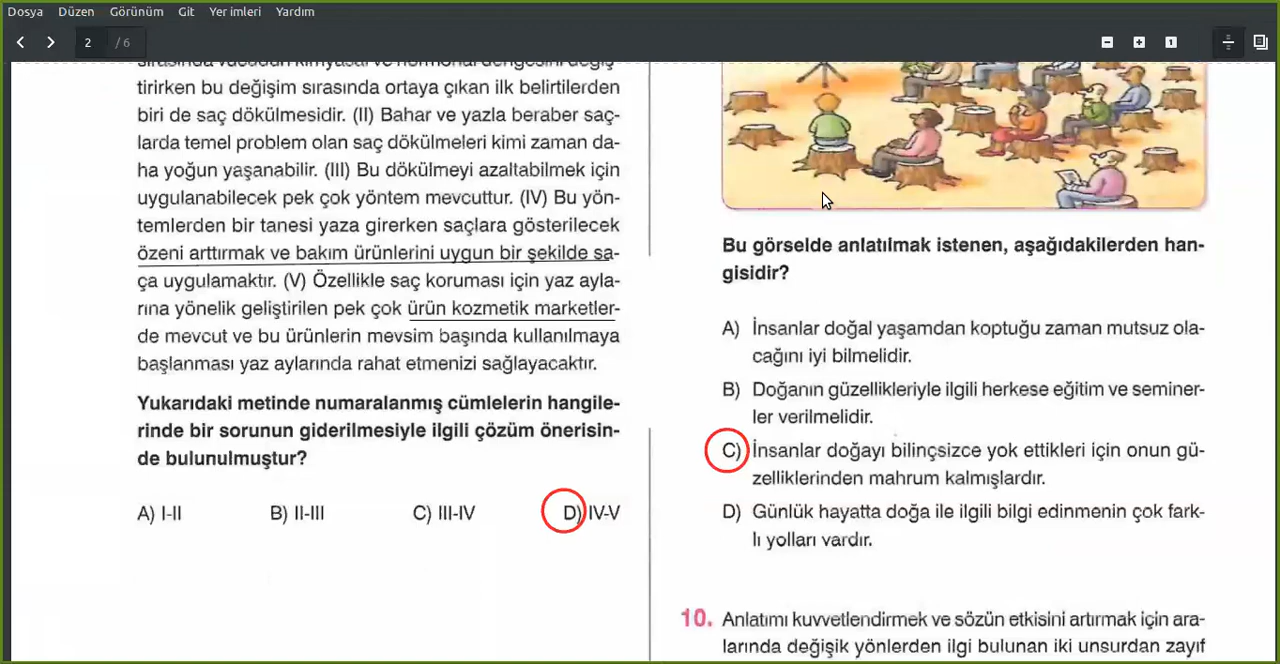 Dosya Düzen Görünüm Git Yer imleri Yardım
2 / 6
sırasında vücudun kimyasal ve hormonal dengesini değiş-
tirirken bu değişim sırasında ortaya çıkan ilk belirtilerden
biri de saç dökülmesidir. (II) Bahar ve yazla beraber saç-
larda temel problem olan saç dökülmeleri kimi zaman da-
ha yoğun yaşanabilir. (III) Bu dökülmeyi azaltabilmek için
uygulanabilecek pek çok yöntem mevcuttur. (IV) Bu yön-
temlerden bir tanesi yaza girerken saçlara gösterilecek
özeni arttırmak ve bakım ürünlerini uygun bir şekilde sa-
ça uygulamaktır. (V) Özellikle saç koruması için yaz ayla-
rına yönelik geliştirilen pek çok ürün kozmetik marketler-
de mevcut ve bu ürünlerin mevsim başında kullanılmaya
başlanması yaz aylarında rahat etmenizi sağlayacaktır.
Yukarıdaki metinde numaralanmış cümlelerin hangile-
rinde bir sorunun giderilmesiyle ilgili çözüm önerisin-
de bulunulmuştur?
A) I-II B) II-III C) III-IV D) IV-V
Bu görselde anlatılmak istenen, aşağıdakilerden han-
gisidir?
A) İnsanlar doğal yaşamdan koptuğu zaman mutsuz ola-
cağını iyi bilmelidir.
B) Doğanın güzellikleriyle ilgili herkese eğitim ve seminer-
ler verilmelidir.
C) İnsanlar doğayı bilinçsizce yok ettikleri için onun gü-
zelliklerinden mahrum kalmışlardır.
D) Günlük hayatta doğa ile ilgili bilgi edinmenin çok fark-
lı yolları vardır.
10. Anlatımı kuvvetlendirmek ve sözün etkisini artırmak için ara-
larında değişik yönlerden ilgi bulunan iki unsurdan zayıf